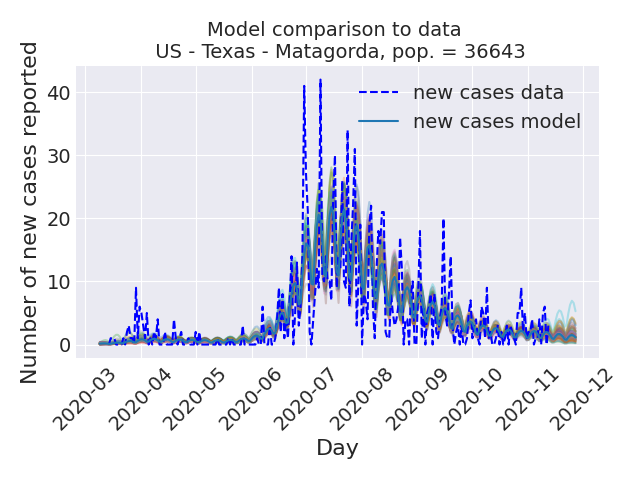 Model comparison to data
US - Texas - Matagorda, pop. = 36643
Number of new cases reported
40
30
20
10
0
new cases data
new cases model
2020-03
2020-04
2020-05
2020-06
2020-07
2020-08
2020-09
2020-10
2020-11
2020-12
Day